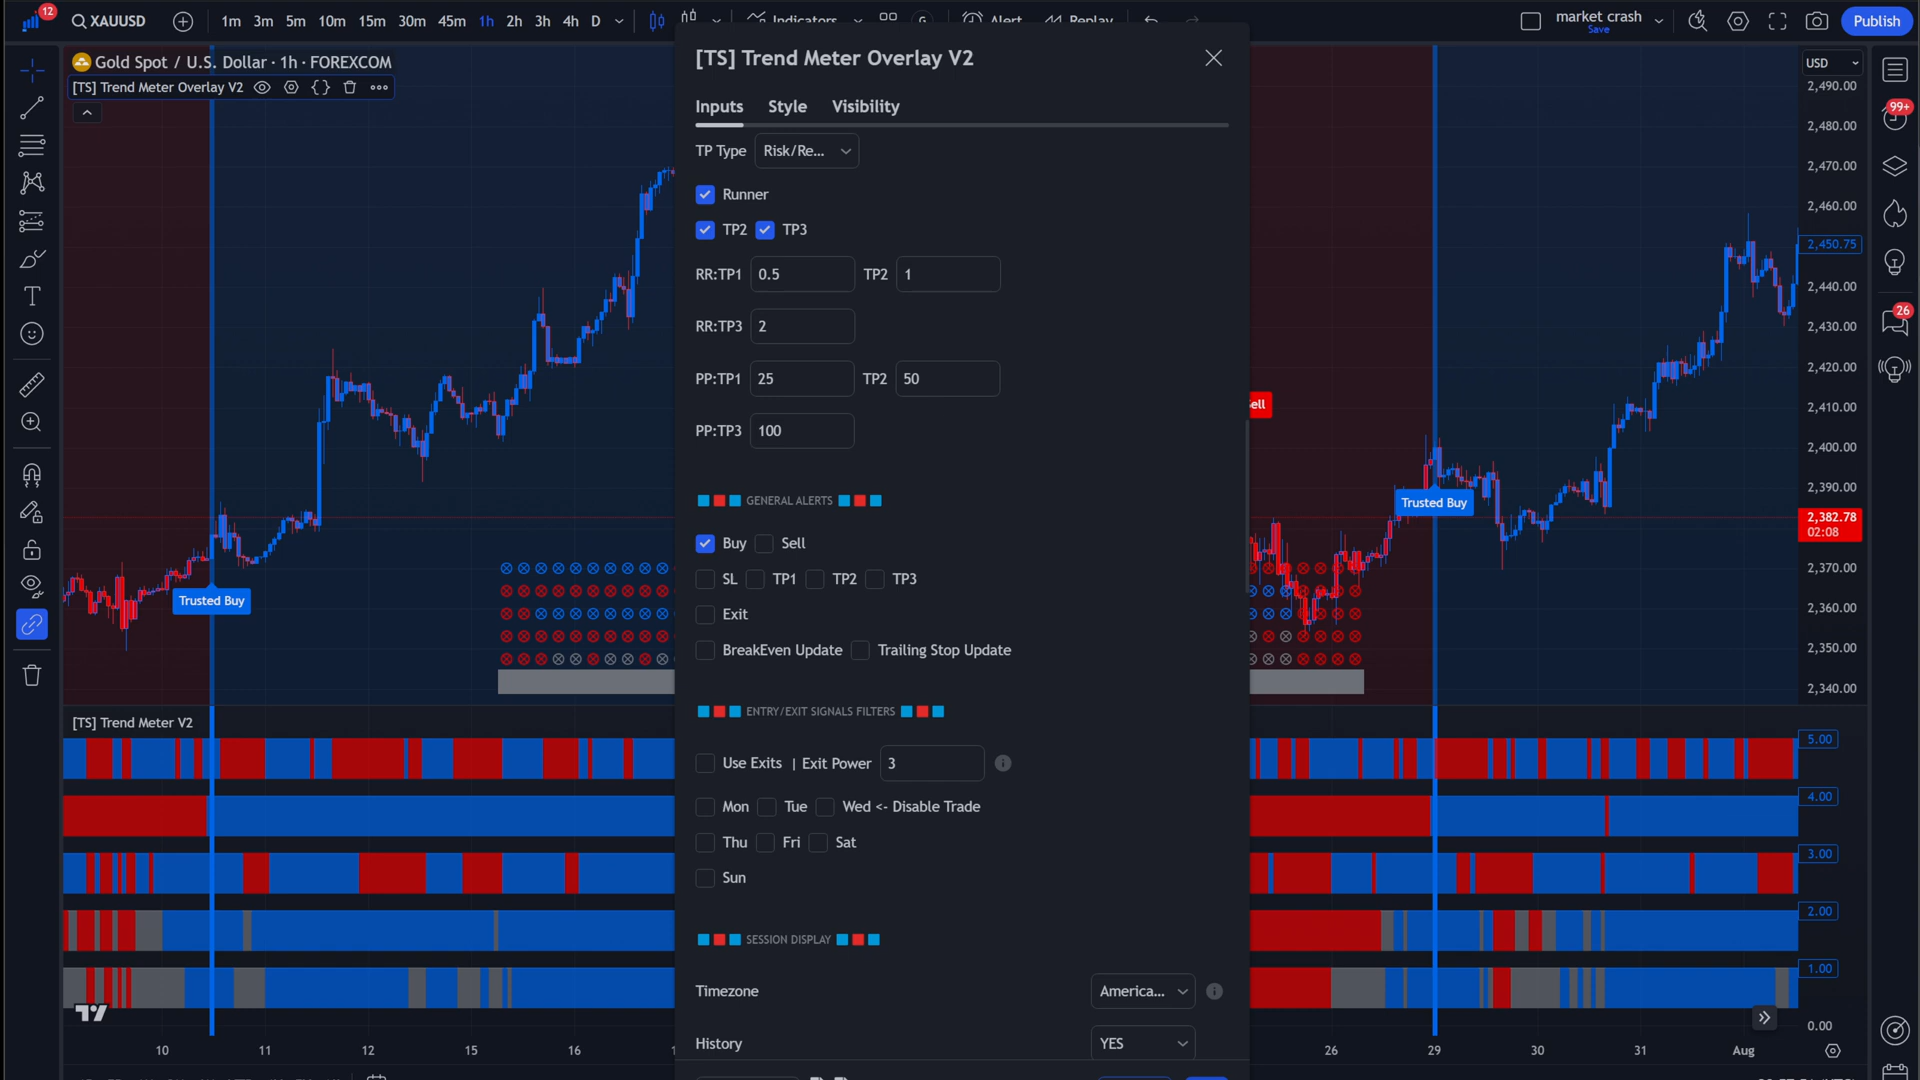 12
XAUUSD
1m 3m 5m 10m 15m 30m 45m 1h 2h 3h 4h D
Indicators
Alert
Replay
market crash
Save
Publish
Gold Spot / U.S. Dollar · 1h · FOREXCOM
[TS] Trend Meter Overlay V2
[TS] Trend Meter Overlay V2
Inputs Style Visibility
TP Type Risk/Re...
Runner
TP2 TP3
RR:TP1 0.5 TP2 1
RR:TP3 2
PP:TP1 25 TP2 50
PP:TP3 100
GENERAL ALERTS
Buy Sell
SL TP1 TP2 TP3
Exit
BreakEven Update Trailing Stop Update
ENTRY/EXIT SIGNALS FILTERS
Use Exits | Exit Power 3
Mon Tue Wed <- Disable Trade
Thu Fri Sat
Sun
SESSION DISPLAY
Timezone America...
History YES
Trusted Buy
ell
Trusted Buy
USD
2,490.00
2,480.00
2,470.00
2,460.00
2,450.75
2,440.00
2,430.00
2,420.00
2,410.00
2,400.00
2,390.00
2,382.78
02:08
2,370.00
2,360.00
2,350.00
2,340.00
99+
26
[TS] Trend Meter V2
5.00
4.00
3.00
2.00
1.00
0.00
10 11 12 15 16 26 29 30 31 Aug